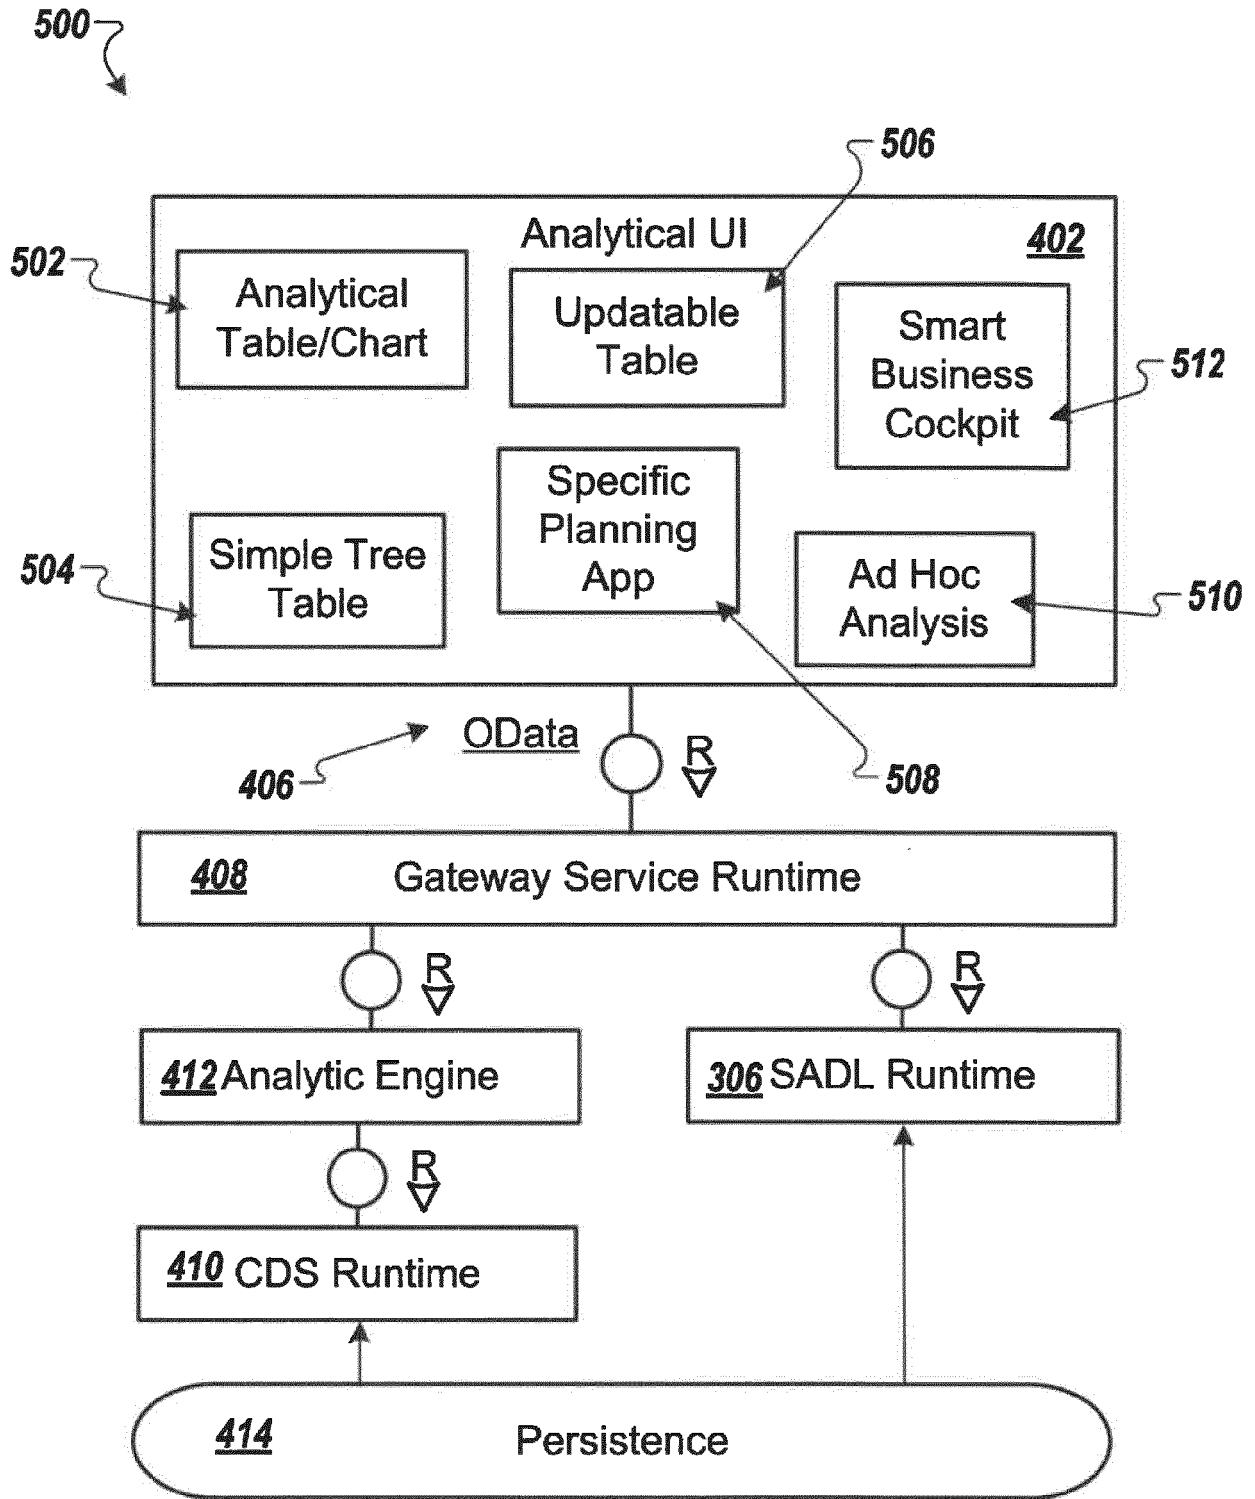 500
506
Analytical UI
402
502
Analytical
Table/Chart
Updatable
Table
Smart
Business
Cockpit
512
504
Simple Tree
Table
Specific
Planning
App
Ad Hoc
Analysis
510
406
OData
R
508
408
Gateway Service Runtime
R
R
412 Analytic Engine
306 SADL Runtime
R
410 CDS Runtime
414
Persistence